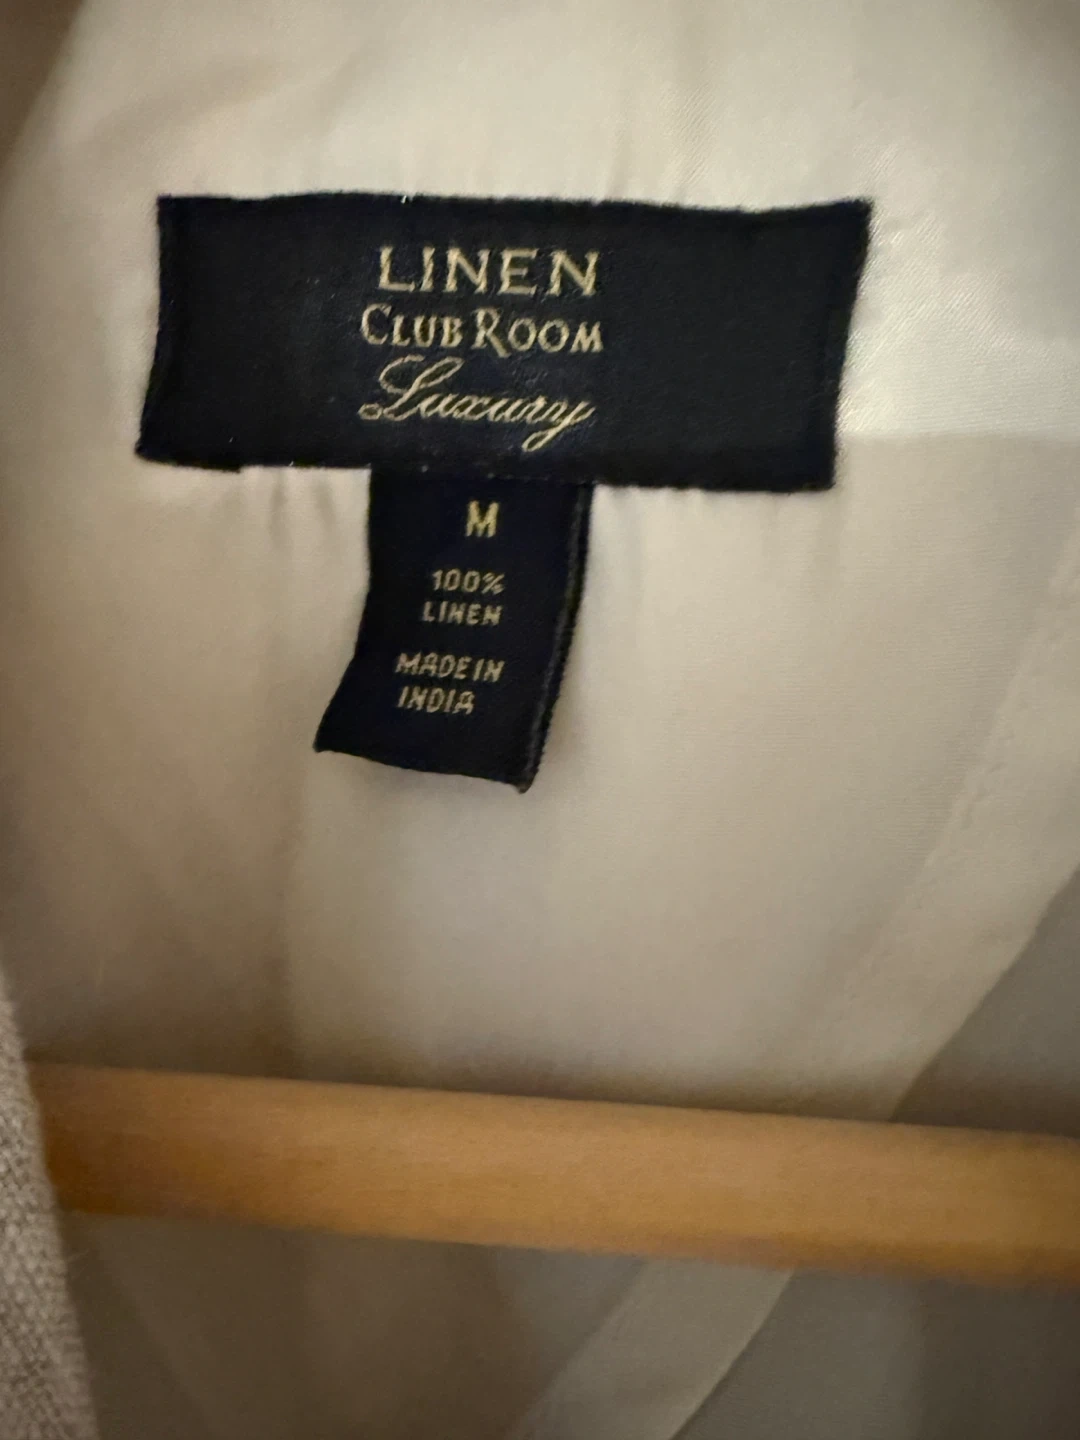 LINEN
CLUB ROOM
Luxury
M
100%
LINEN
MADE IN
INDIA